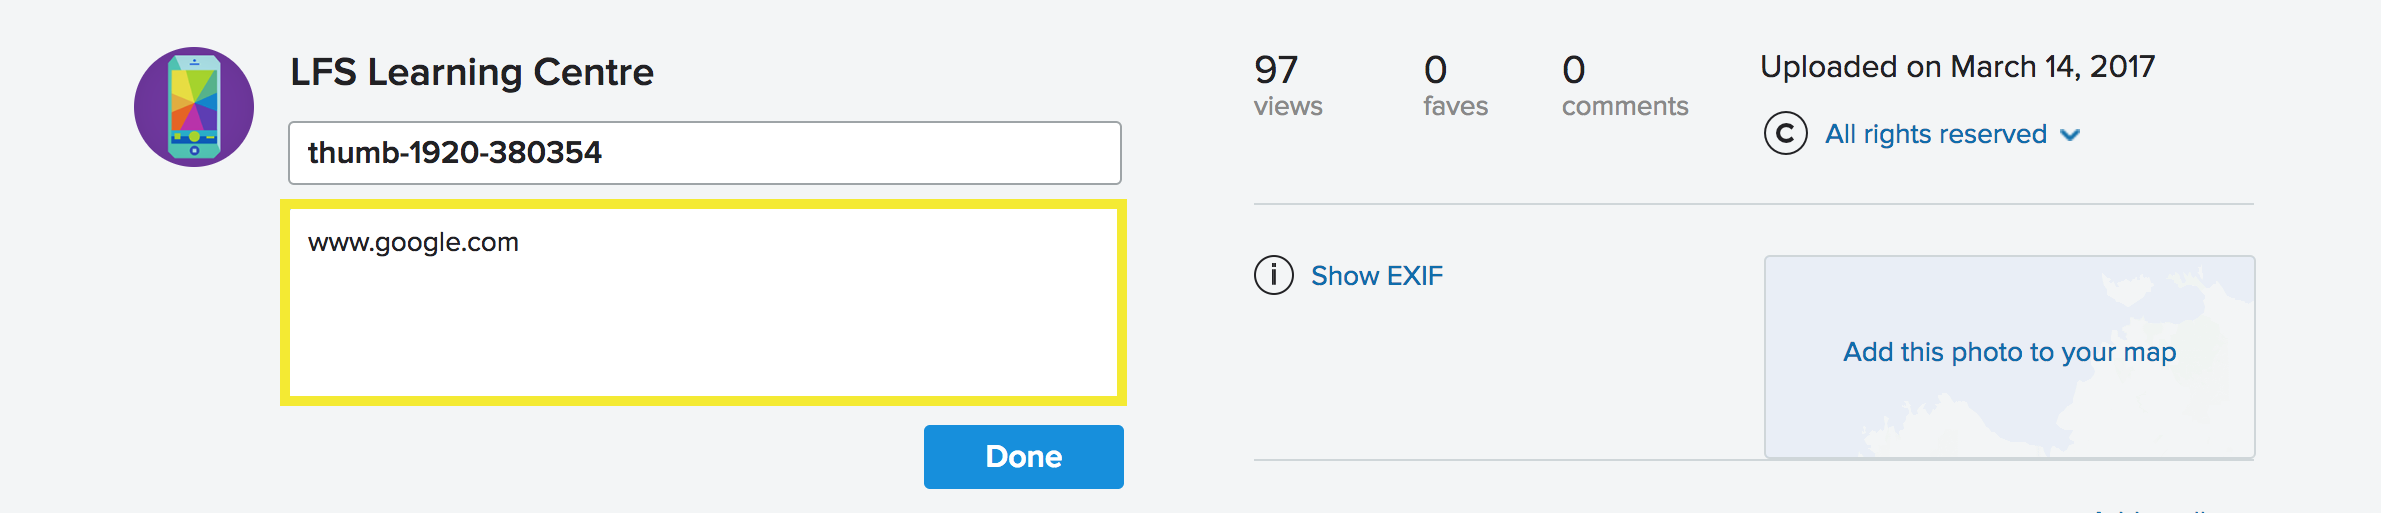 LFS Learning Centre
thumb-1920-380354
www.google.com
Done
97
views
0
faves
0
comments
Uploaded on March 14, 2017
C All rights reserved
i Show EXIF
Add this photo to your map